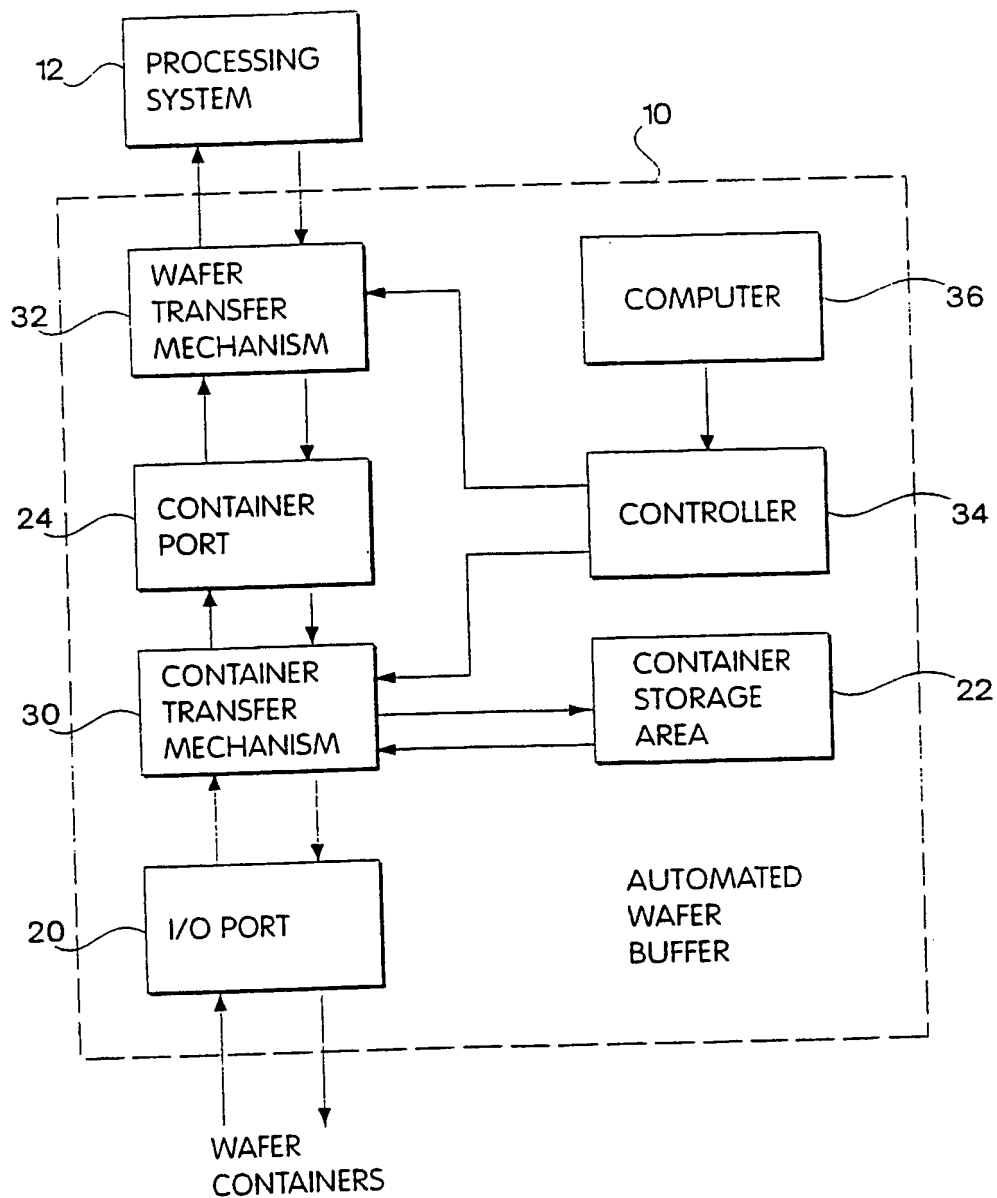 12
PROCESSING
SYSTEM
10
32
WAFER
TRANSFER
MECHANISM
COMPUTER
36
24
CONTAINER
PORT
CONTROLLER
34
30
CONTAINER
TRANSFER
MECHANISM
CONTAINER
STORAGE
AREA
22
20
I/O PORT
AUTOMATED
WAFER
BUFFER
WAFER
CONTAINERS